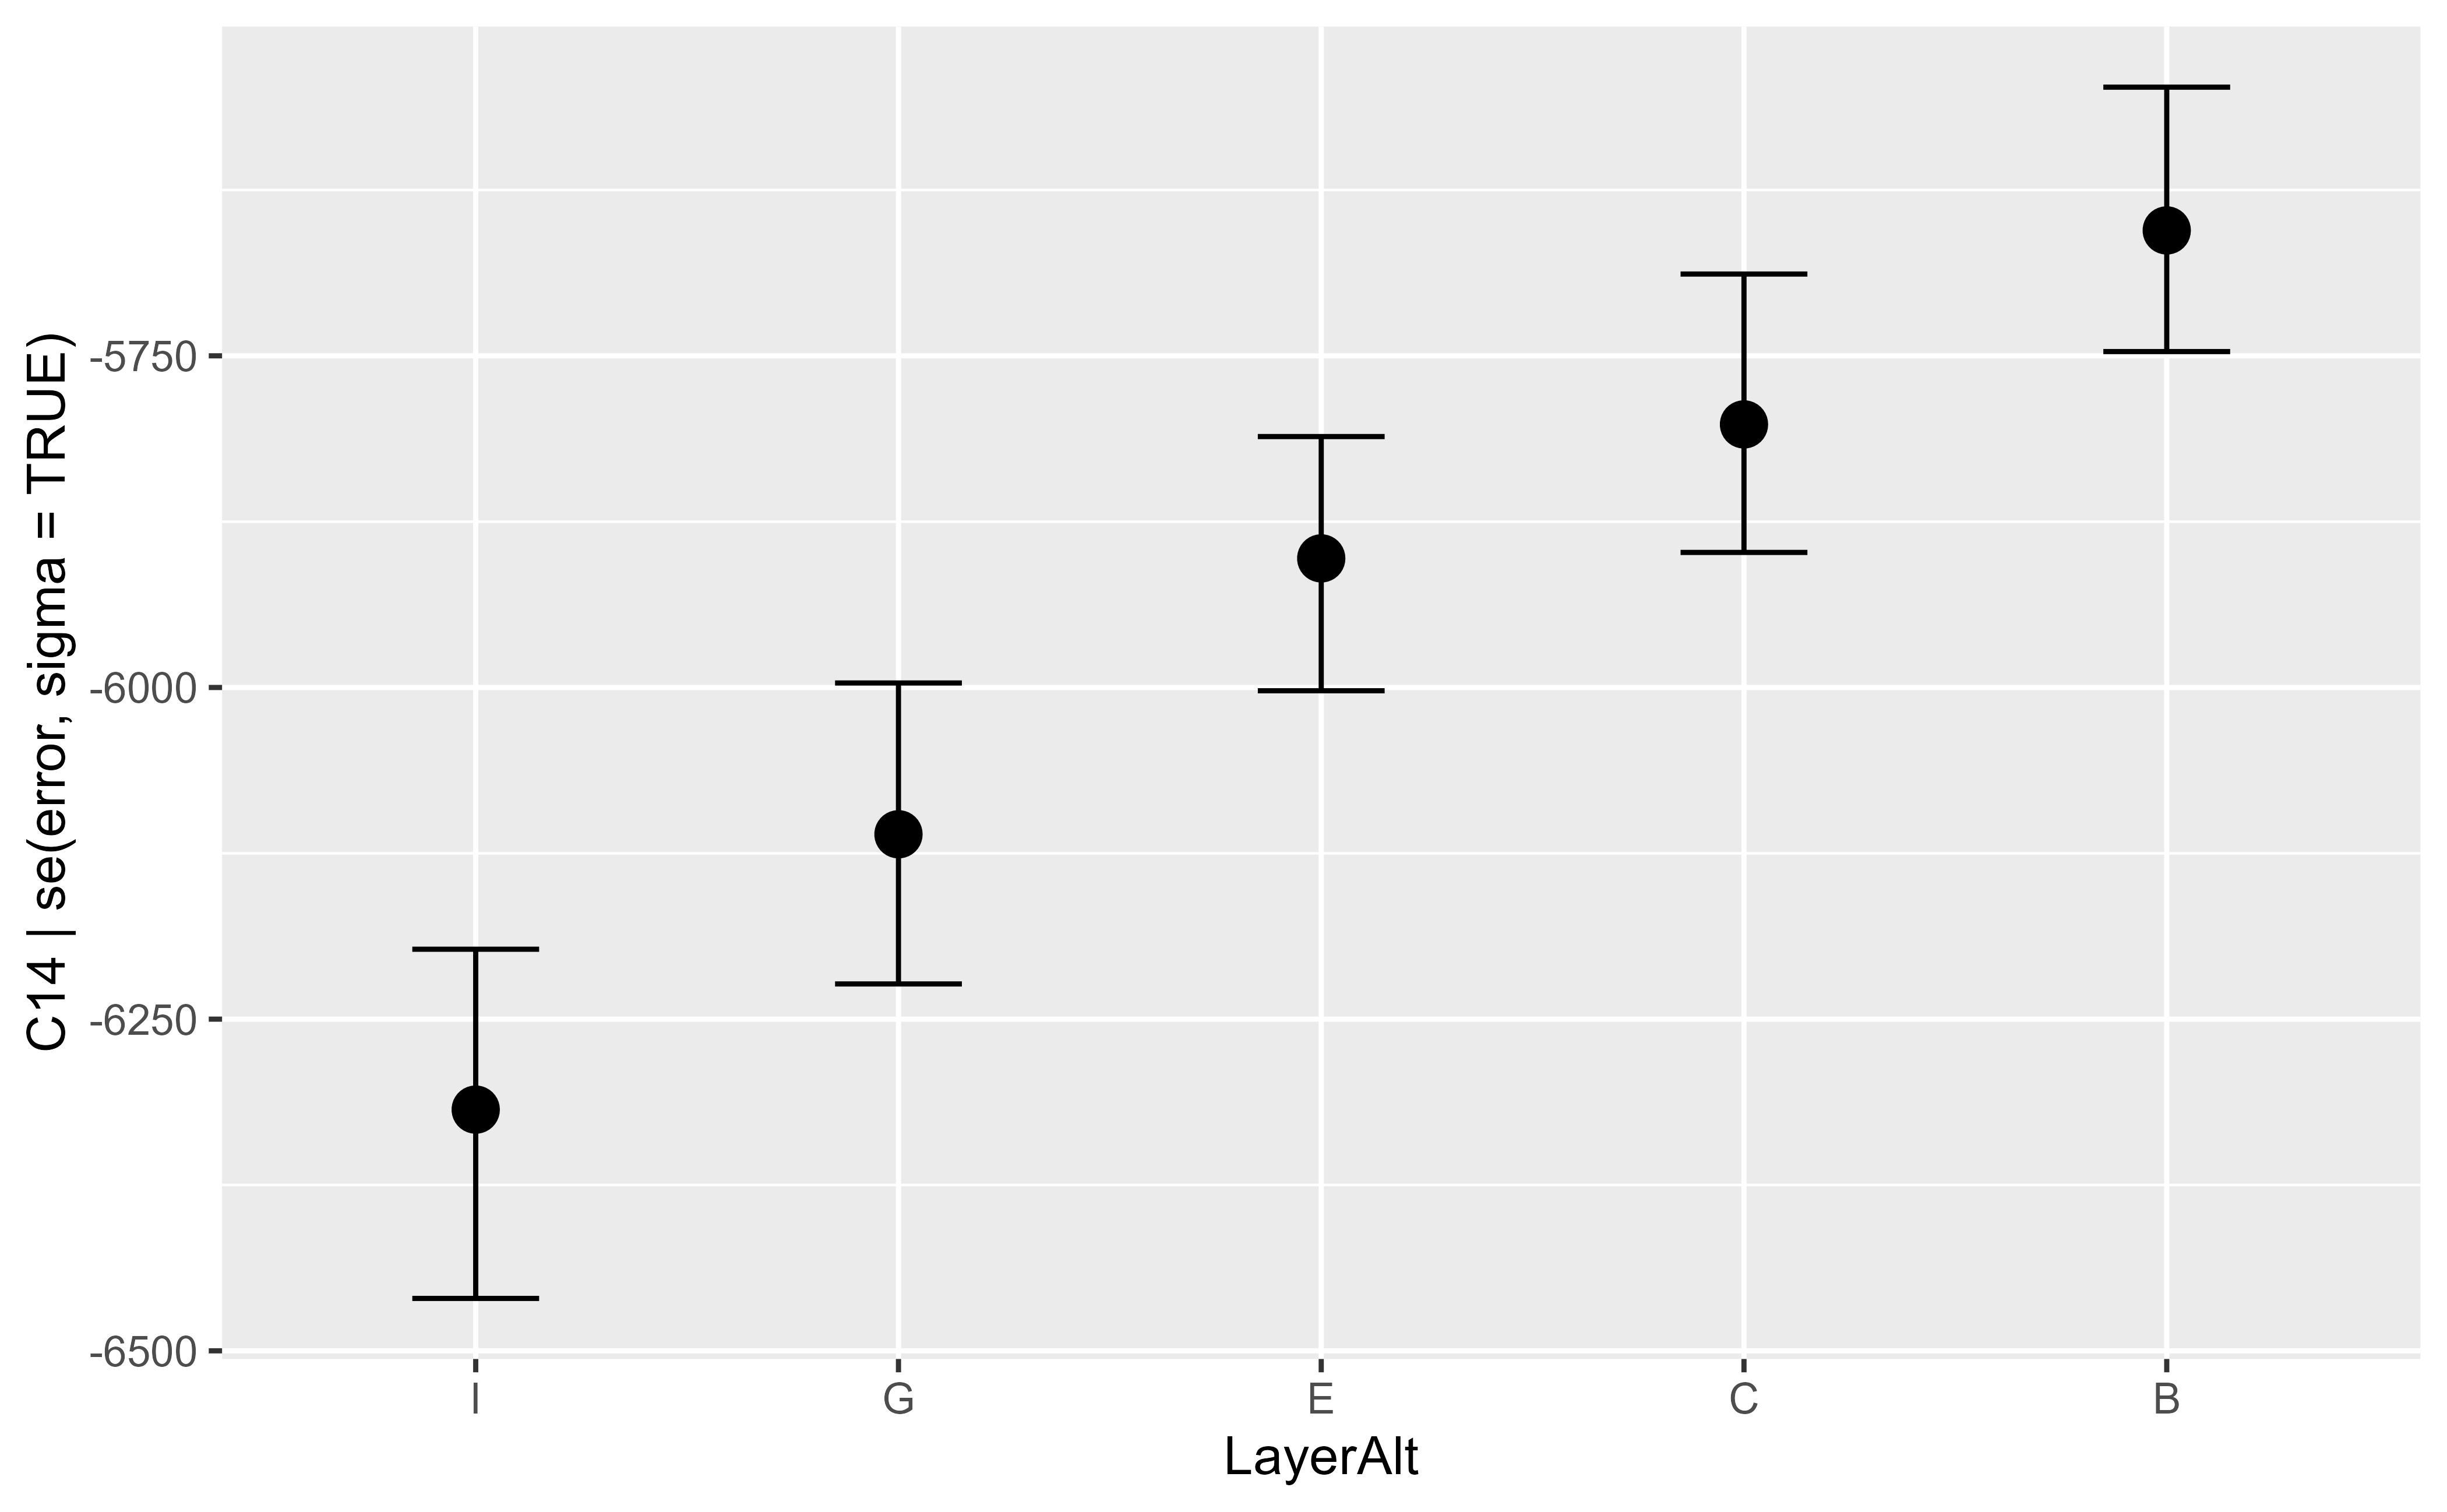 C14 | se(error, sigma = TRUE)
-5750
-6000
-6250
-6500
I
G
E
C
B
LayerAlt